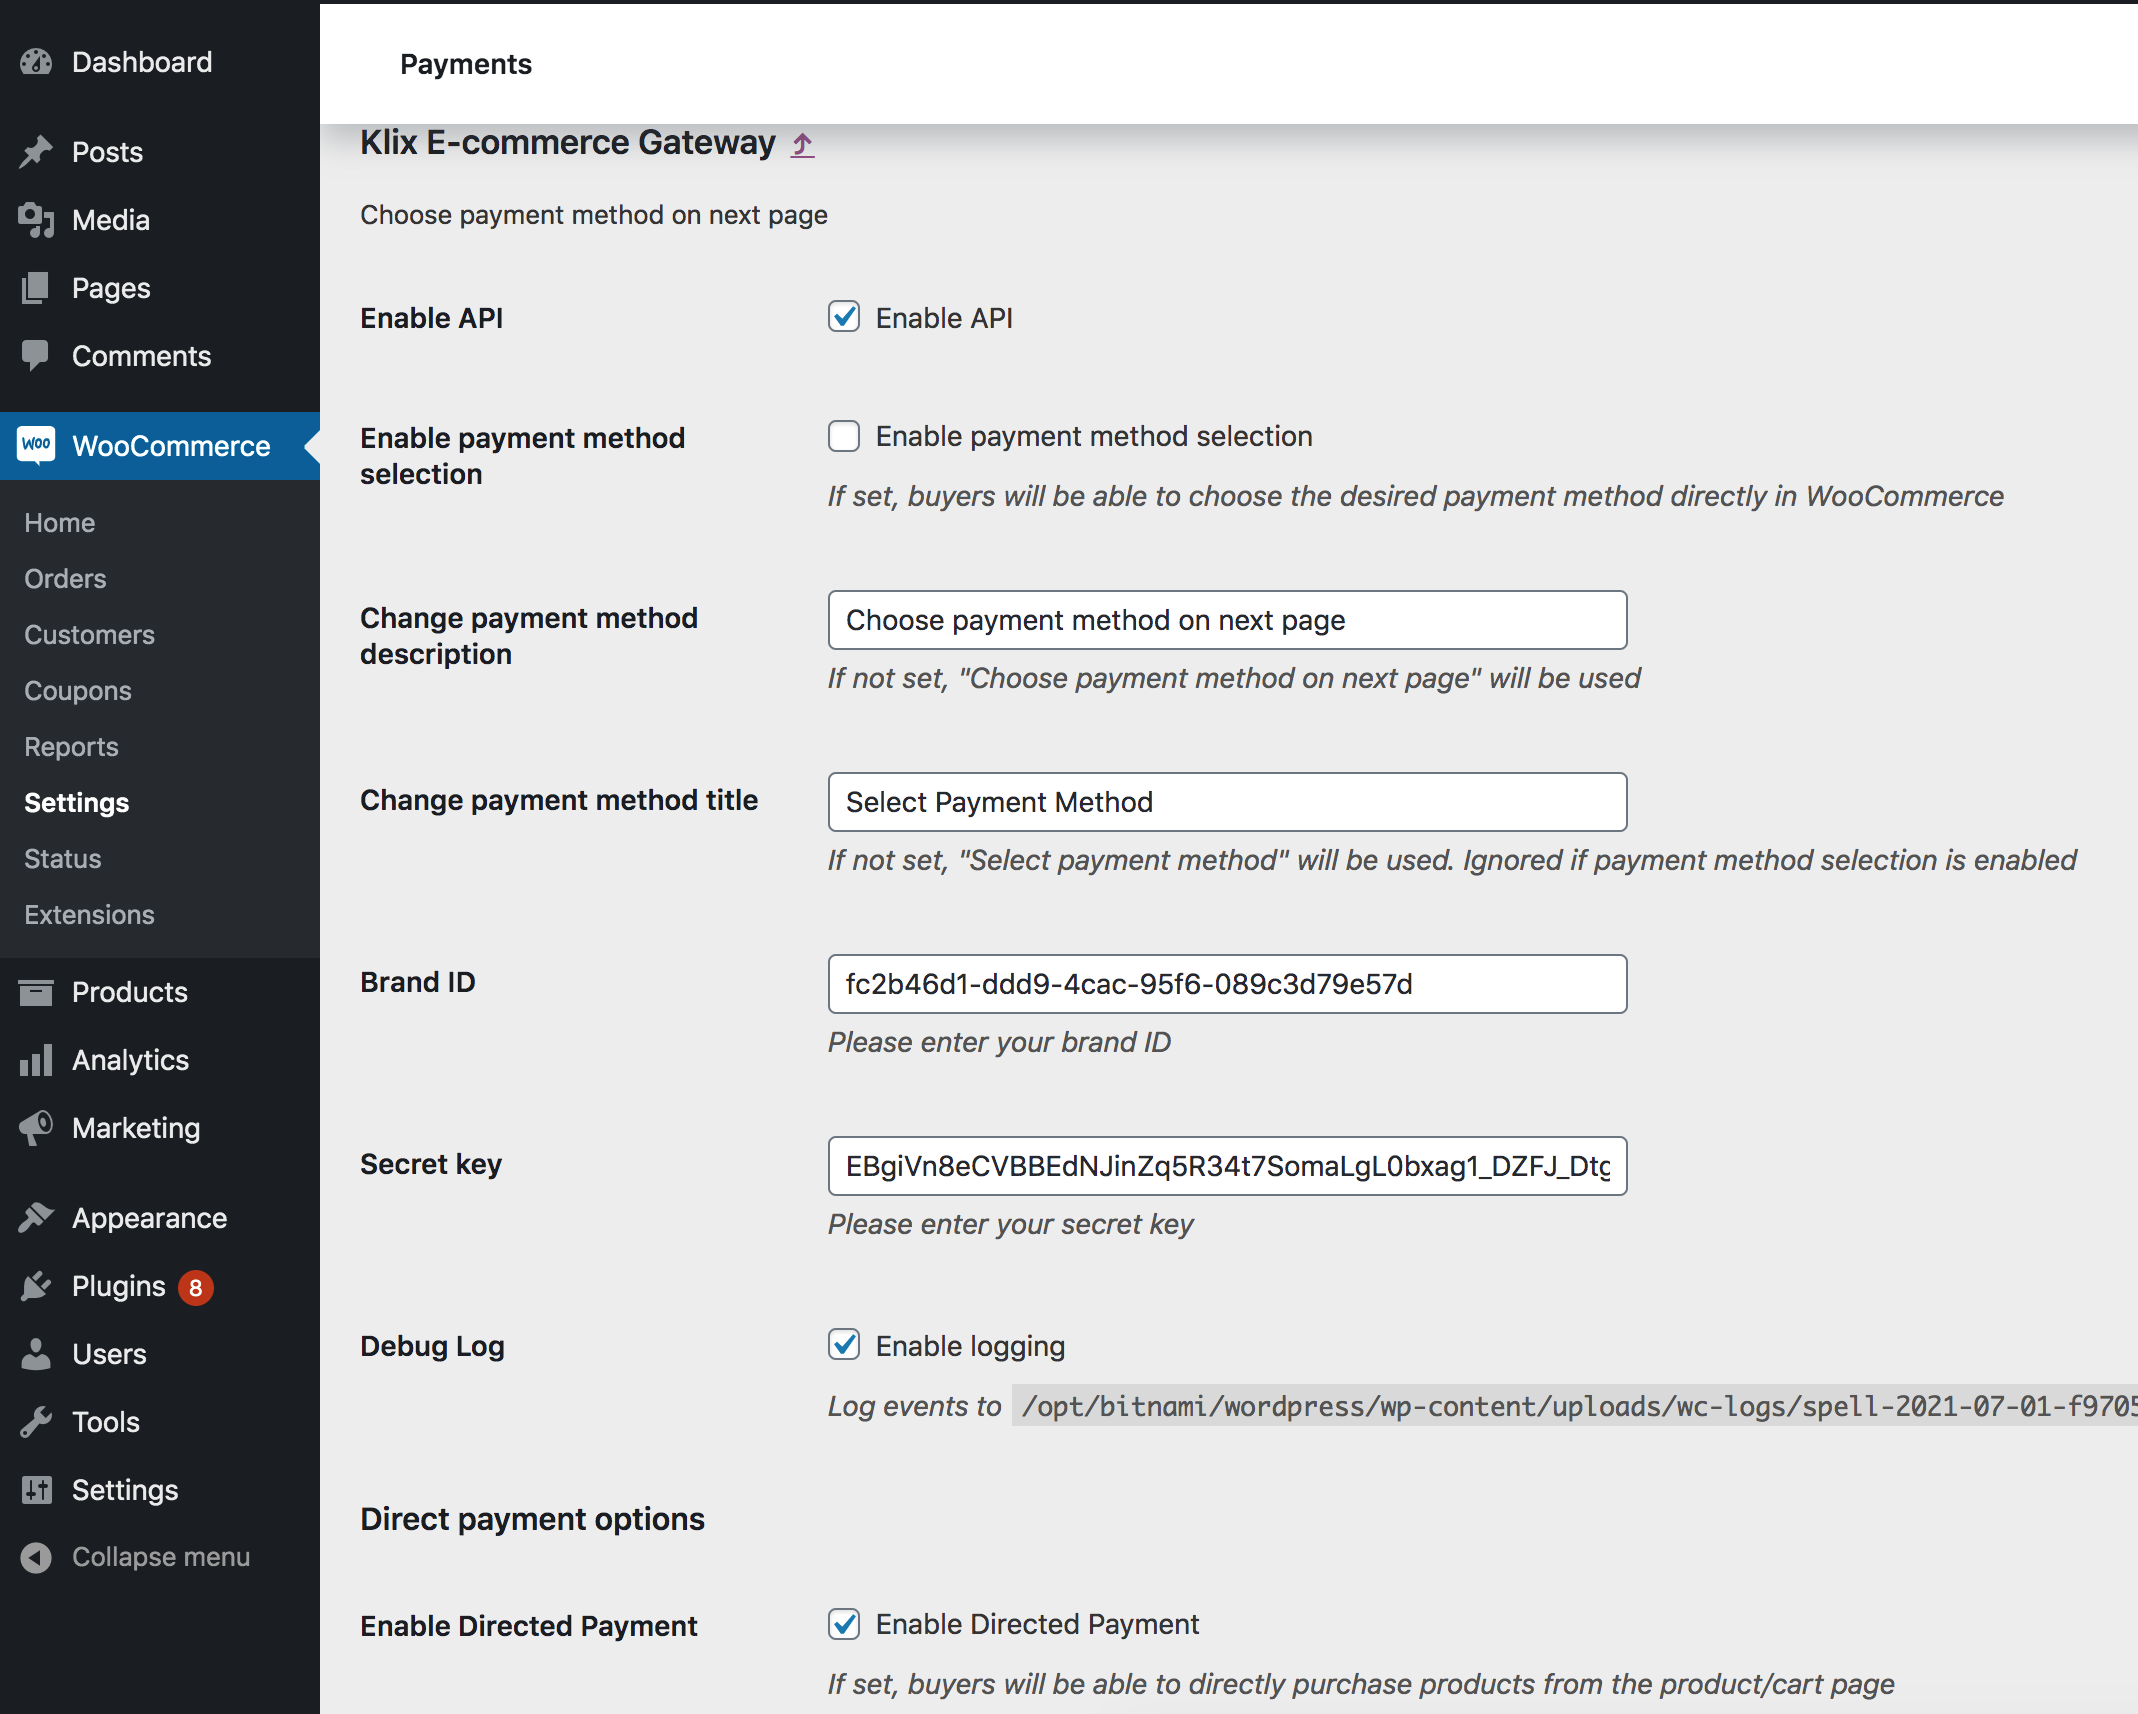 Dashboard
Posts
Media
Pages
Comments
Woo WooCommerce
Home
Orders
Customers
Coupons
Reports
Settings
Status
Extensions
Products
Analytics
Marketing
Appearance
Plugins 8
Users
Tools
Settings
Collapse menu
Payments
Klix E-commerce Gateway
Choose payment method on next page
Enable API
Enable API
Enable payment method
selection
Enable payment method selection
If set, buyers will be able to choose the desired payment method directly in WooCommerce
Change payment method
description
Choose payment method on next page
If not set, "Choose payment method on next page" will be used
Change payment method title
Select Payment Method
If not set, "Select payment method" will be used. Ignored if payment method selection is enabled
Brand ID
fc2b46d1-ddd9-4cac-95f6-089c3d79e57d
Please enter your brand ID
Secret key
EBgiVn8eCVBBEdNJinZq5R34t7SomaLgL0bxag1_DZFJ_Dtg
Please enter your secret key
Debug Log
Enable logging
Log events to /opt/bitnami/wordpress/wp-content/uploads/wc-logs/spell-2021-07-01-f9705
Direct payment options
Enable Directed Payment
Enable Directed Payment
If set, buyers will be able to directly purchase products from the product/cart page